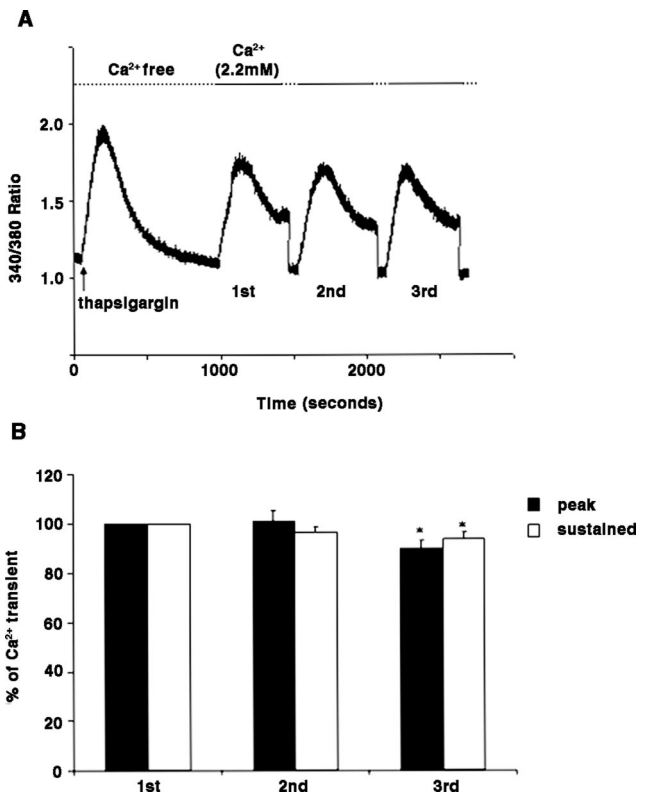 A
Ca²⁺ free
Ca²⁺
(2.2mM)
2.0
1.5
1.0
340/380 Ratio
thapsigargin
1st
2nd
3rd
0
1000
2000
Time (seconds)
B
120
100
80
60
40
20
0
% of Ca²⁺ transient
* *
peak
sustained
1st
2nd
3rd